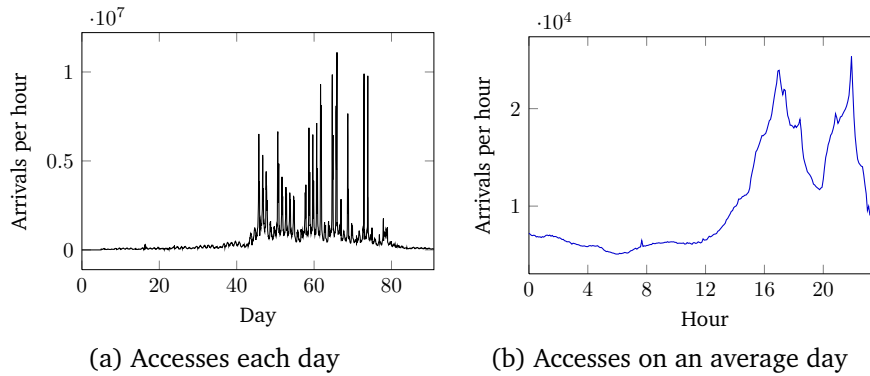 ·10⁷
1
0.5
0
Arrivals per hour
0 20 40 60 80
Day
(a) Accesses each day
·10⁴
2
1
Arrivals per hour
0 4 8 12 16 20
Hour
(b) Accesses on an average day